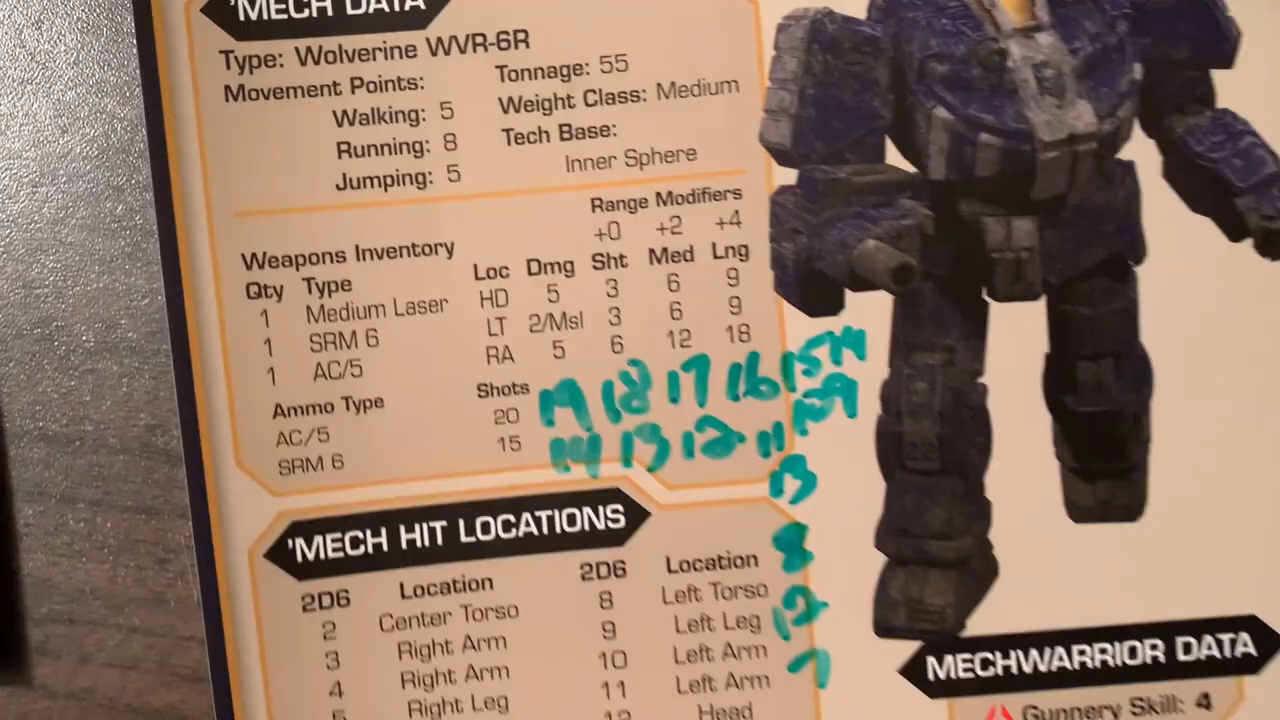 'MECH DATA
Type: Wolverine WVR-6R
Movement Points:
Walking: 5
Running: 8
Jumping: 5
Tonnage: 55
Weight Class: Medium
Tech Base:
Inner Sphere
Range Modifiers
+0 +2 +4
Weapons Inventory
Qty Type Loc Dmg Sht Med Lng
1 Medium Laser HD 5 3 6 9
1 SRM 6 LT 2/Msl 3 6 9
1 AC/5 RA 5 6 12 18
Ammo Type Shots
AC/5 20 19 18 17 16 15 14
SRM 6 15 14 13 12 11 10 9
13
8
12
7
'MECH HIT LOCATIONS
2D6 Location 2D6 Location
2 Center Torso 8 Left Torso
3 Right Arm 9 Left Leg
4 Right Arm 10 Left Arm
5 Right Leg 11 Left Arm
12 Head
MECHWARRIOR DATA
Gunnery Skill: 4